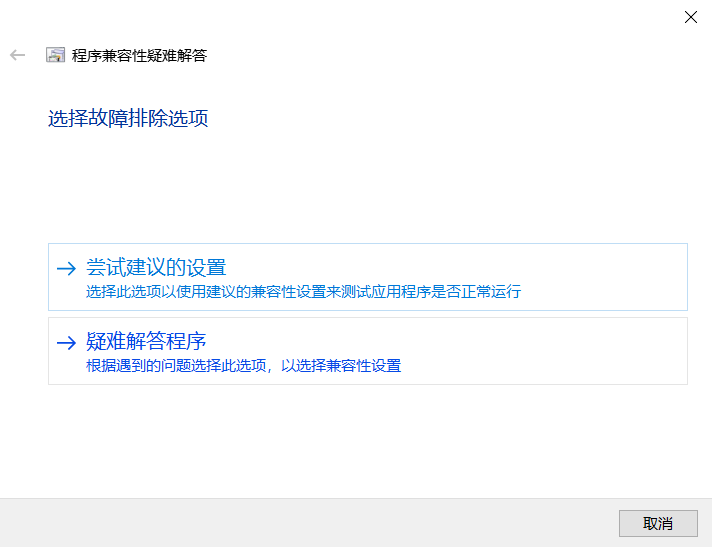 程序兼容性疑难解答
选择故障排除选项
尝试建议的设置
选择此选项以使用建议的兼容性设置来测试应用程序是否正常运行
疑难解答程序
根据遇到的问题选择此选项，以选择兼容性设置
取消